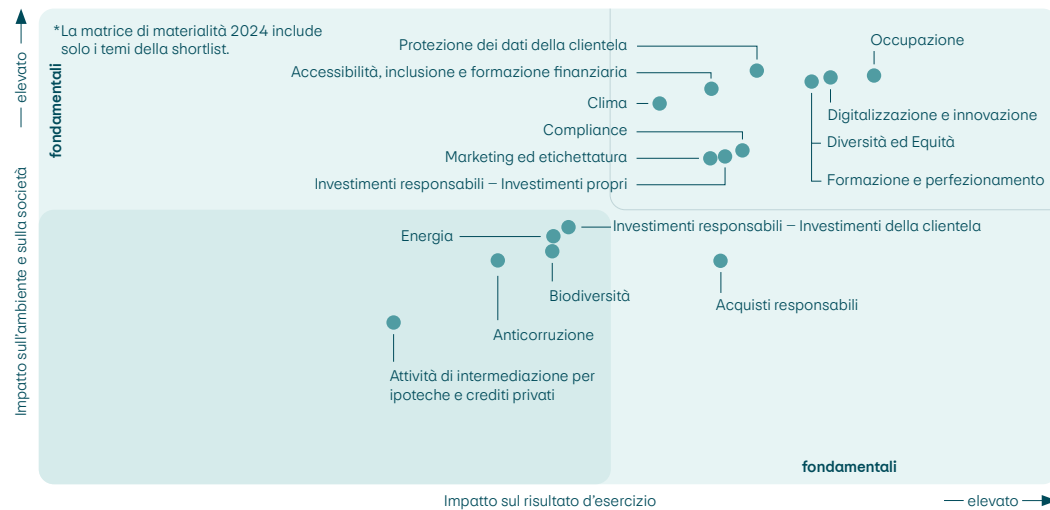 *La matrice di materialità 2024 include
solo i temi della shortlist.
elevato
fondamentali
Impatto sull'ambiente e sulla società
Protezione dei dati della clientela
Accessibilità, inclusione e formazione finanziaria
Clima
Compliance
Marketing ed etichettatura
Investimenti responsabili – Investimenti propri
Occupazione
Digitalizzazione e innovazione
Diversità ed Equità
Formazione e perfezionamento
Investimenti responsabili – Investimenti della clientela
Energia
Biodiversità
Acquisti responsabili
Anticorruzione
Attività di intermediazione per
ipoteche e crediti privati
fondamentali
Impatto sul risultato d'esercizio
elevato